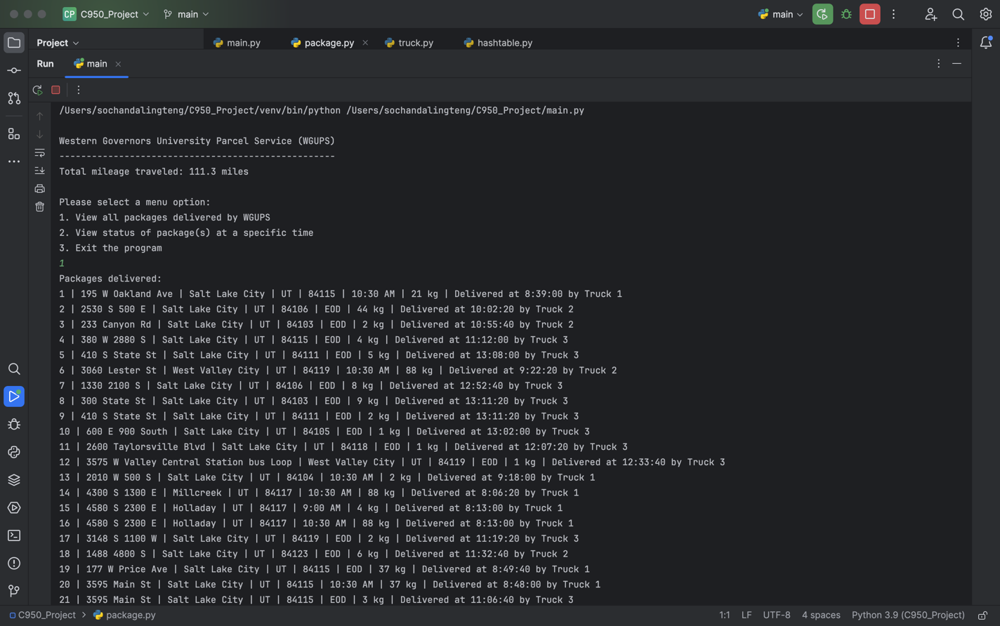 CP C950_Project main main
Project main.py package.py truck.py hashtable.py
Run main
/Users/sochandalingteng/C950_Project/venv/bin/python /Users/sochandalingteng/C950_Project/main.py
Western Governors University Parcel Service (WGUPS)
---------------------------------------------------
Total mileage traveled: 111.3 miles
Please select a menu option:
1. View all packages delivered by WGUPS
2. View status of package(s) at a specific time
3. Exit the program
1
Packages delivered:
1 | 195 W Oakland Ave | Salt Lake City | UT | 84115 | 10:30 AM | 21 kg | Delivered at 8:39:00 by Truck 1
2 | 2530 S 500 E | Salt Lake City | UT | 84106 | EOD | 44 kg | Delivered at 10:02:20 by Truck 2
3 | 233 Canyon Rd | Salt Lake City | UT | 84103 | EOD | 2 kg | Delivered at 10:55:40 by Truck 2
4 | 380 W 2880 S | Salt Lake City | UT | 84115 | EOD | 4 kg | Delivered at 11:12:00 by Truck 3
5 | 410 S State St | Salt Lake City | UT | 84111 | EOD | 5 kg | Delivered at 13:08:00 by Truck 3
6 | 3060 Lester St | West Valley City | UT | 84119 | 10:30 AM | 88 kg | Delivered at 9:22:20 by Truck 2
7 | 1330 2100 S | Salt Lake City | UT | 84106 | EOD | 8 kg | Delivered at 12:52:40 by Truck 3
8 | 300 State St | Salt Lake City | UT | 84103 | EOD | 9 kg | Delivered at 13:11:20 by Truck 3
9 | 410 S State St | Salt Lake City | UT | 84111 | EOD | 2 kg | Delivered at 13:11:20 by Truck 3
10 | 600 E 900 South | Salt Lake City | UT | 84105 | EOD | 1 kg | Delivered at 13:02:00 by Truck 3
11 | 2600 Taylorsville Blvd | Salt Lake City | UT | 84118 | EOD | 1 kg | Delivered at 12:07:20 by Truck 3
12 | 3575 W Valley Central Station bus Loop | West Valley City | UT | 84119 | EOD | 1 kg | Delivered at 12:33:40 by Truck 3
13 | 2010 W 500 S | Salt Lake City | UT | 84104 | 10:30 AM | 2 kg | Delivered at 9:18:00 by Truck 1
14 | 4300 S 1300 E | Millcreek | UT | 84117 | 10:30 AM | 88 kg | Delivered at 8:06:20 by Truck 1
15 | 4580 S 2300 E | Holladay | UT | 84117 | 9:00 AM | 4 kg | Delivered at 8:13:00 by Truck 1
16 | 4580 S 2300 E | Holladay | UT | 84117 | 10:30 AM | 88 kg | Delivered at 8:13:00 by Truck 1
17 | 3148 S 1100 W | Salt Lake City | UT | 84119 | EOD | 2 kg | Delivered at 11:19:20 by Truck 3
18 | 1488 4800 S | Salt Lake City | UT | 84123 | EOD | 6 kg | Delivered at 11:32:40 by Truck 2
19 | 177 W Price Ave | Salt Lake City | UT | 84115 | EOD | 37 kg | Delivered at 8:49:40 by Truck 1
20 | 3595 Main St | Salt Lake City | UT | 84115 | 10:30 AM | 37 kg | Delivered at 8:48:00 by Truck 1
21 | 3595 Main St | Salt Lake City | UT | 84115 | EOD | 3 kg | Delivered at 11:06:40 by Truck 3
C950_Project package.py 1:1 LF UTF-8 4 spaces Python 3.9 (C950_Project)